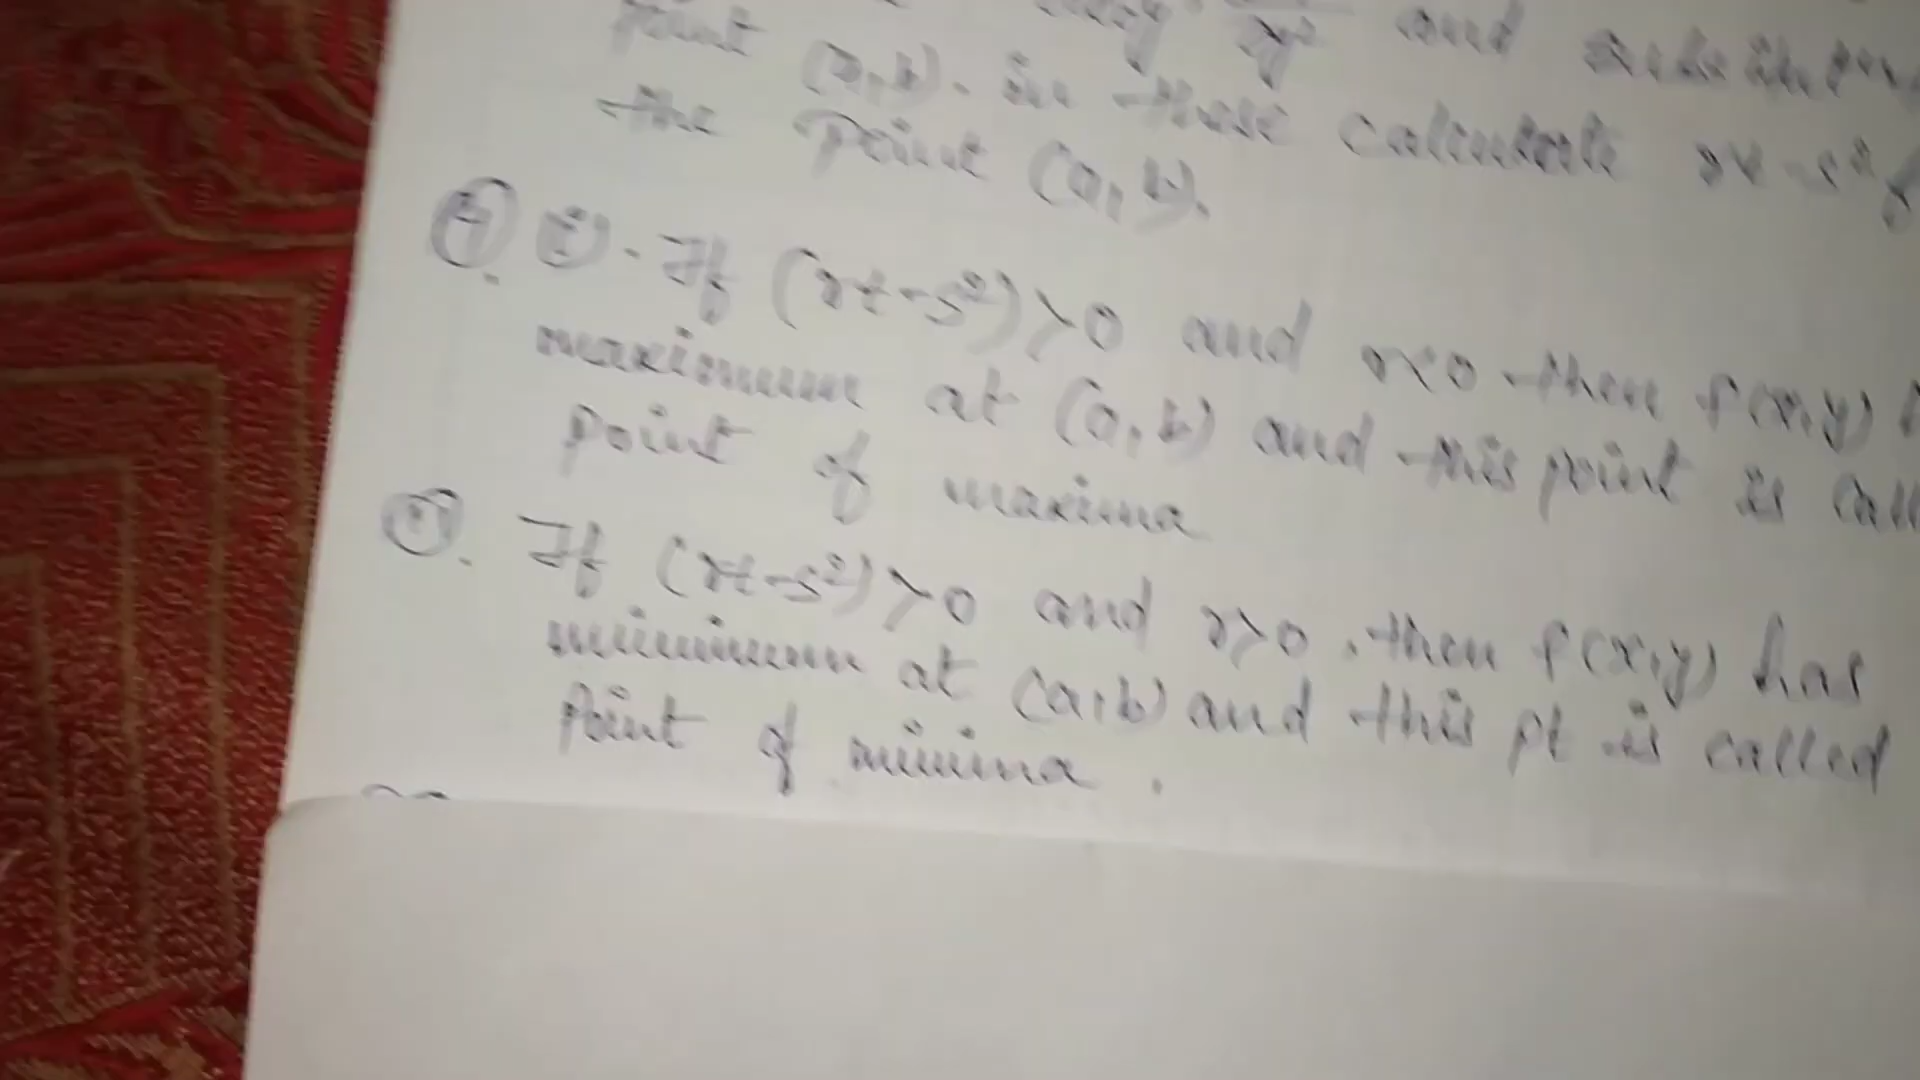 point (a,b). in these calculate rt-s²
the point (a,b).
④ (i). If (rt-s²)>0 and r<0 then f(x,y)
maximum at (a,b) and this point is call
point of maxima
If (rt-s²)>0 and r>0, then f(x,y) has
minimum at (a,b) and this pt is called
Point of minima.